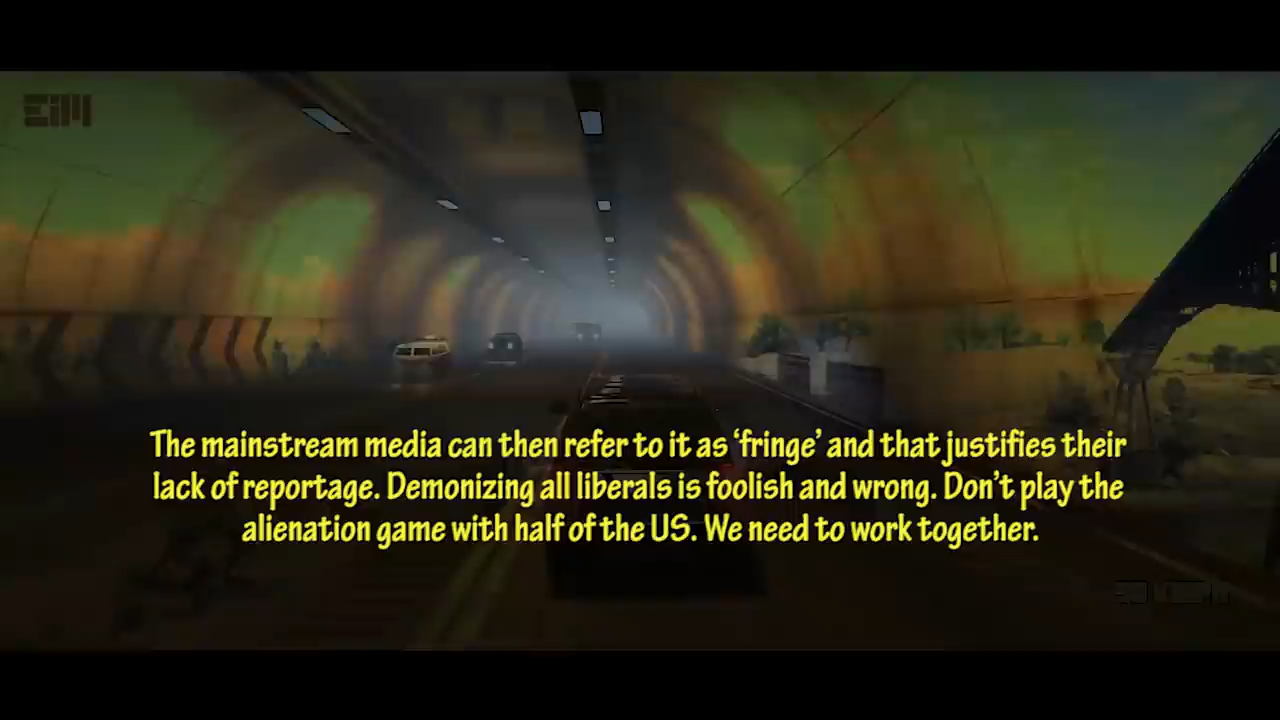 The mainstream media can then refer to it as ‘fringe’ and that justifies their
lack of reportage. Demonizing all liberals is foolish and wrong. Don’t play the
alienation game with half of the US. We need to work together.